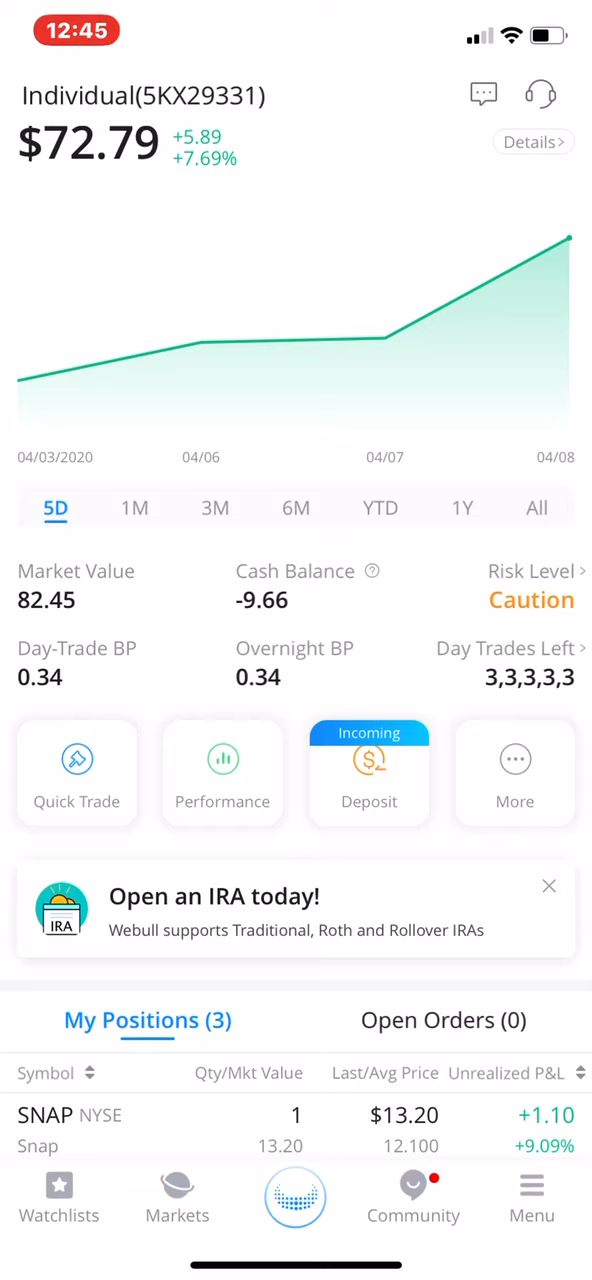 12:45
Individual(5KX29331)
$72.79 +5.89
+7.69%
Details>
04/03/2020 04/06 04/07 04/08
5D 1M 3M 6M YTD 1Y All
Market Value Cash Balance ? Risk Level >
82.45 -9.66 Caution
Day-Trade BP Overnight BP Day Trades Left >
0.34 0.34 3,3,3,3,3
Incoming
Quick Trade Performance Deposit More
Open an IRA today!
IRA
Webull supports Traditional, Roth and Rollover IRAs
My Positions (3) Open Orders (0)
Symbol Qty/Mkt Value Last/Avg Price Unrealized P&L
SNAP NYSE 1 $13.20 +1.10
Snap 13.20 12.100 +9.09%
Watchlists Markets Community Menu